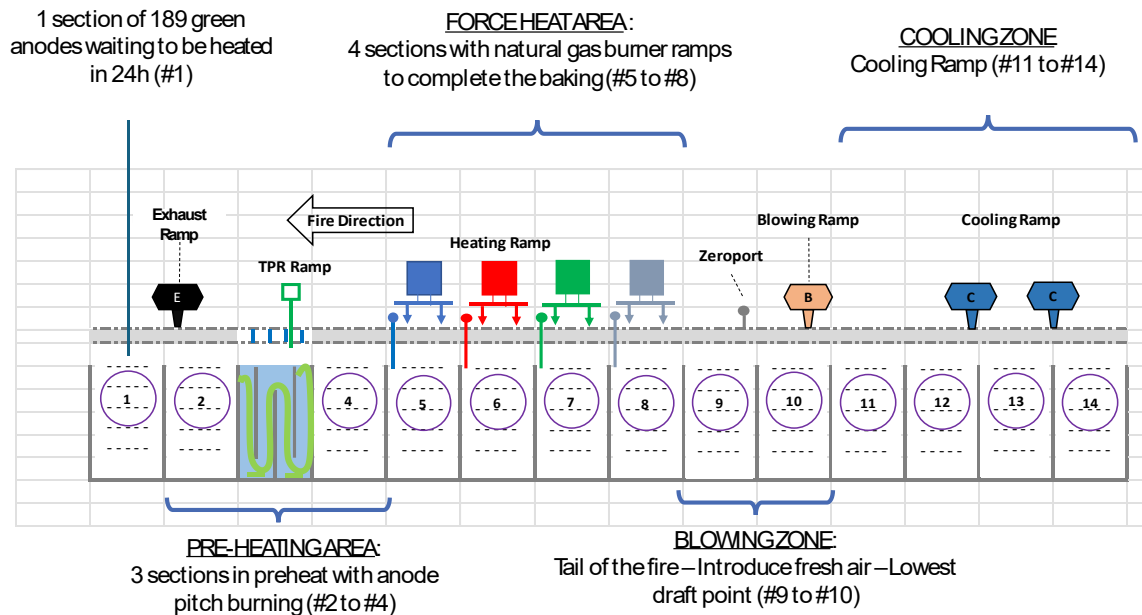 1 section of 189 green
anodes waiting to be heated
in 24h (#1)
FORCE HEAT AREA:
4 sections with natural gas burner ramps
to complete the baking (#5 to #8)
COOLING ZONE
Cooling Ramp (#11 to #14)
Exhaust
Ramp
Fire Direction
TPR Ramp
Heating Ramp
Zeroport
Blowing Ramp
Cooling Ramp
E
B
C
C
1
2
4
5
6
7
8
9
10
11
12
13
14
PRE-HEATING AREA:
3 sections in preheat with anode
pitch burning (#2 to #4)
BLOWING ZONE:
Tail of the fire – Introduce fresh air – Lowest
draft point (#9 to #10)